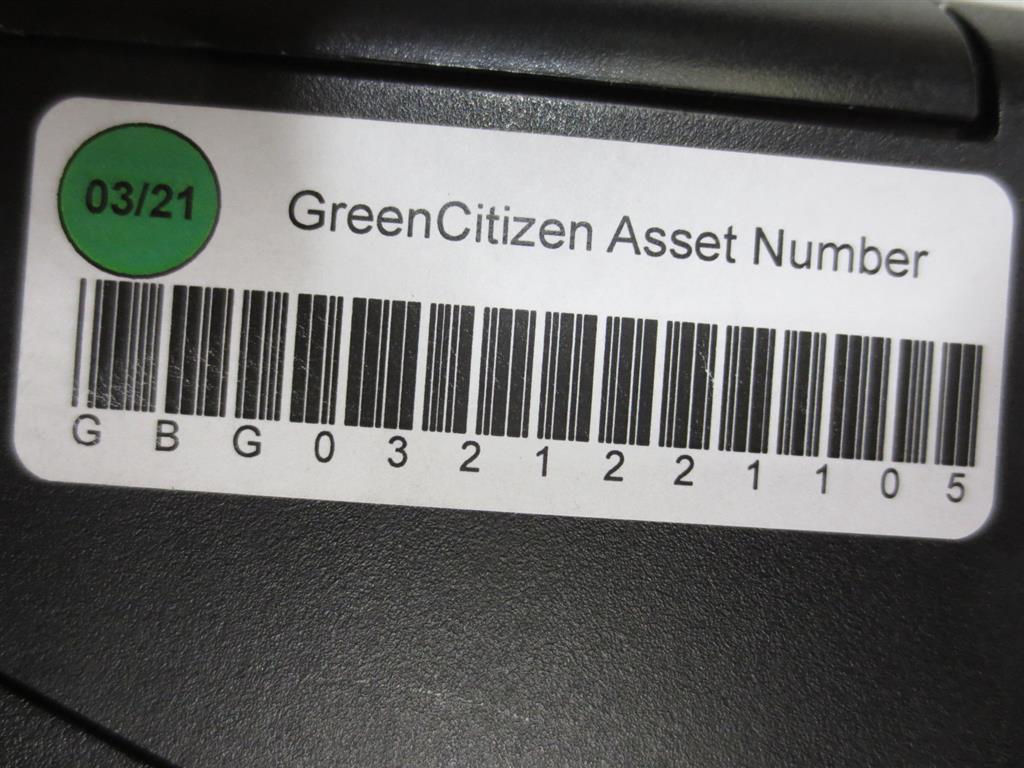 03/21
GreenCitizen Asset Number
G B G 0 3 2 1 2 2 1 1 0 5